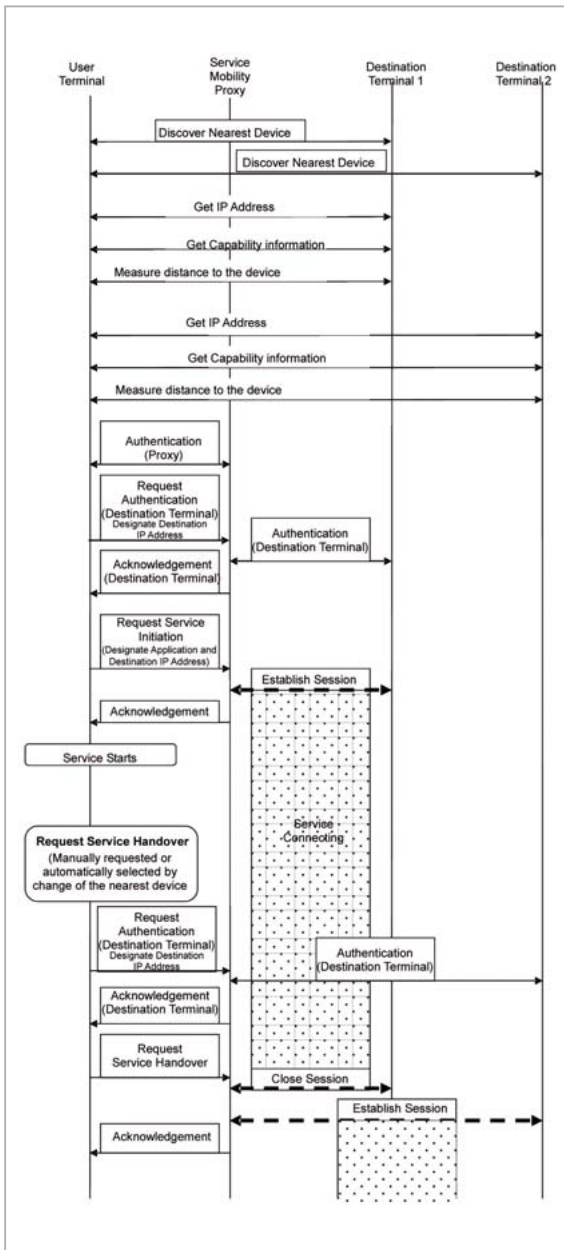 User
Terminal
Service
Mobility
Proxy
Destination
Terminal 1
Destination
Terminal 2
Discover Nearest Device
Discover Nearest Device
Get IP Address
Get Capability information
Measure distance to the device
Get IP Address
Get Capability information
Measure distance to the device
Authentication
(Proxy)
Request
Authentication
(Destination Terminal)
Designate Destination
IP Address
Authentication
(Destination Terminal)
Acknowledgement
(Destination Terminal)
Request Service
Initiation
(Designate Application and
Destination IP Address)
Establish Session
Acknowledgement
Service Starts
Service
Connecting
Request Service Handover
(Manually requested or
automatically selected by
change of the nearest device
Request
Authentication
(Destination Terminal)
Designate Destination
IP Address
Authentication
(Destination Terminal)
Acknowledgement
(Destination Terminal)
Request
Service Handover
Close Session
Establish Session
Acknowledgement